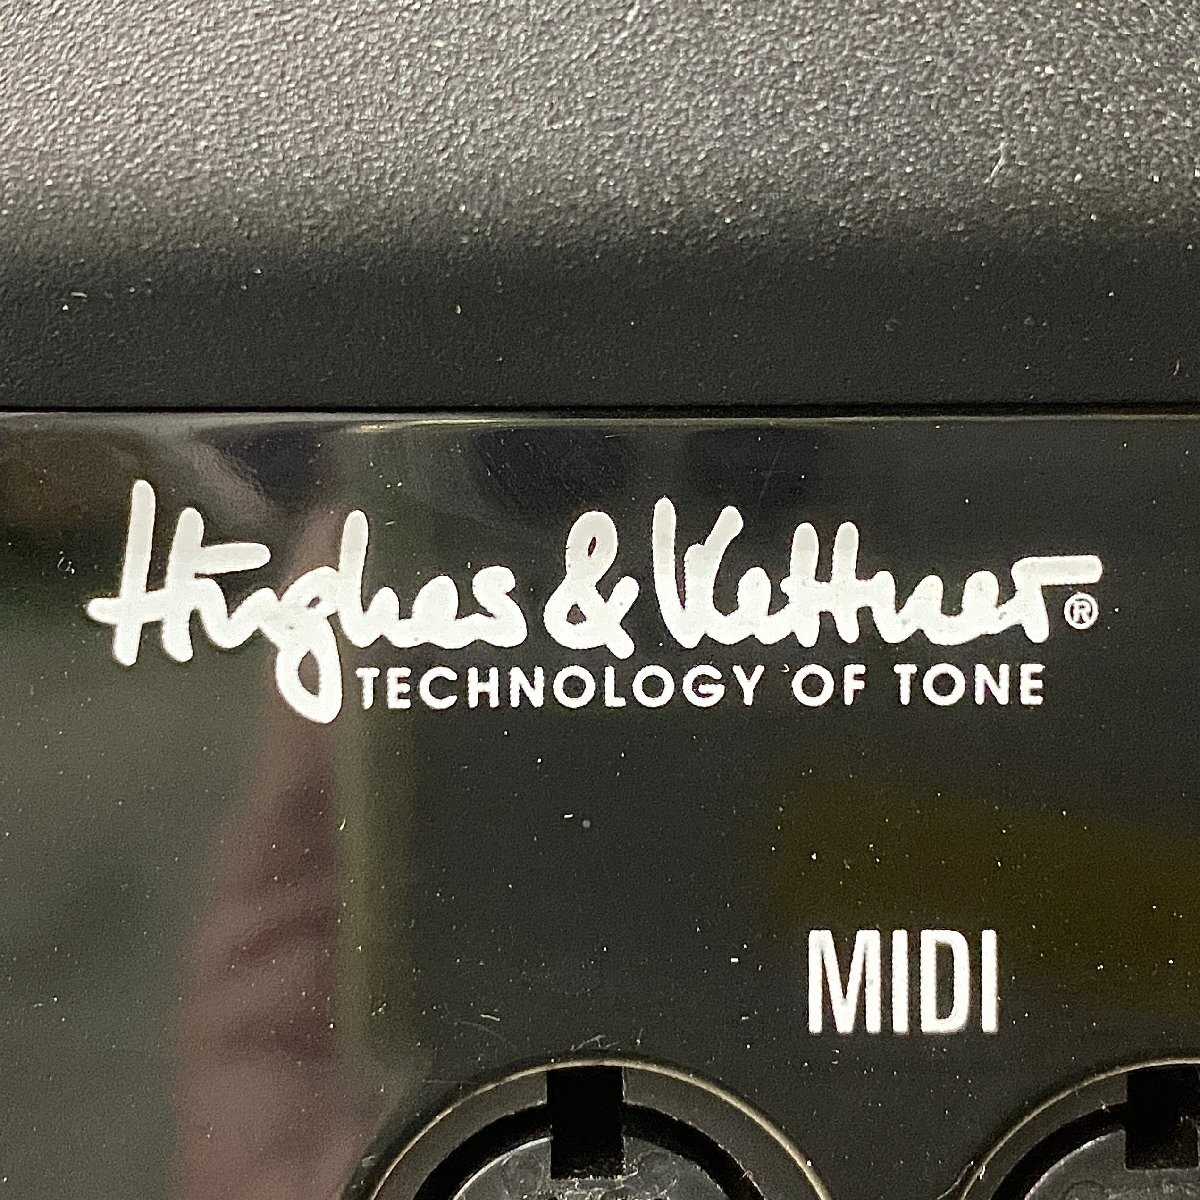 Hughes & Kettner®
TECHNOLOGY OF TONE
MIDI